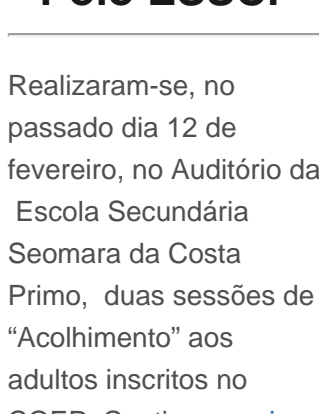 Realizaram-se, no
passado dia 12 de
fevereiro, no Auditório da
Escola Secundária
Seomara da Costa
Primo, duas sessões de
“Acolhimento” aos
adultos inscritos no